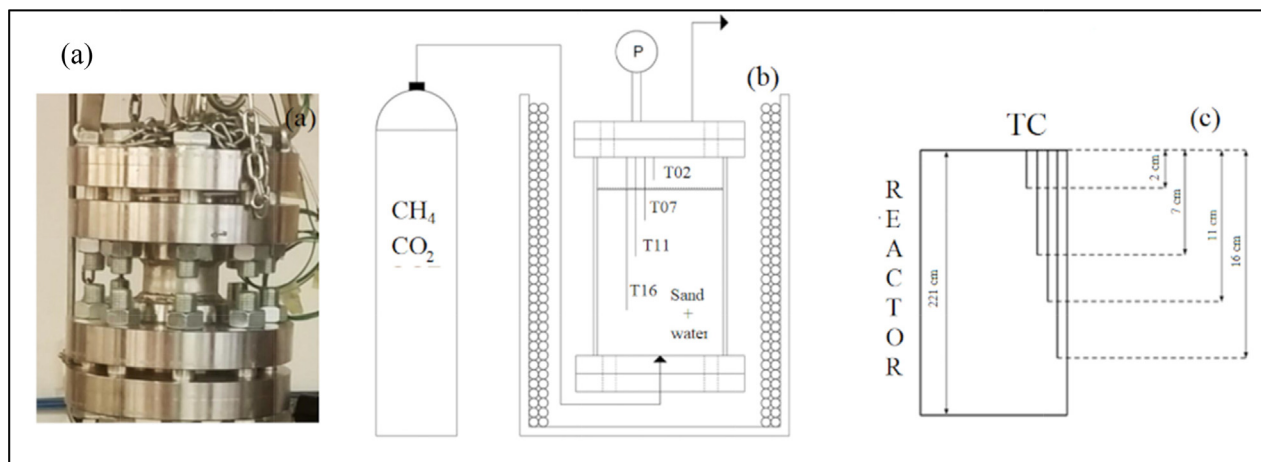 (a)
(a)
CH4
CO2
P
(b)
T02
T07
T11
T16
Sand
+
water
TC
(c)
REACTOR
221 cm
2 cm
7 cm
11 cm
16 cm